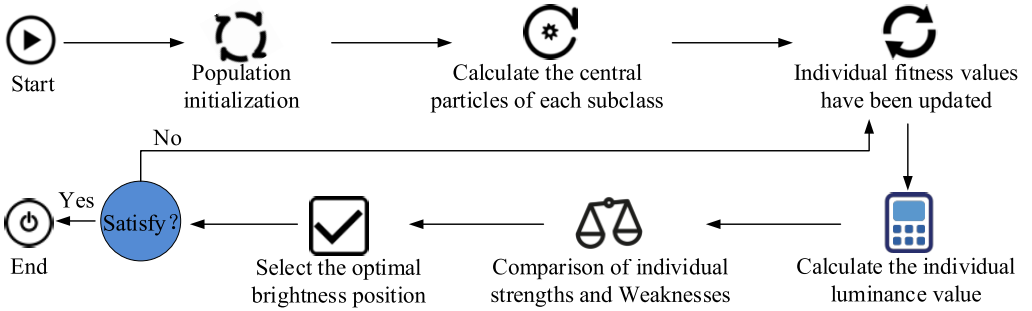 Start
Population
initialization
Calculate the central
particles of each subclass
Individual fitness values
have been updated
No
Yes
Satisfy？
End
Select the optimal
brightness position
Comparison of individual
strengths and Weaknesses
Calculate the individual
luminance value